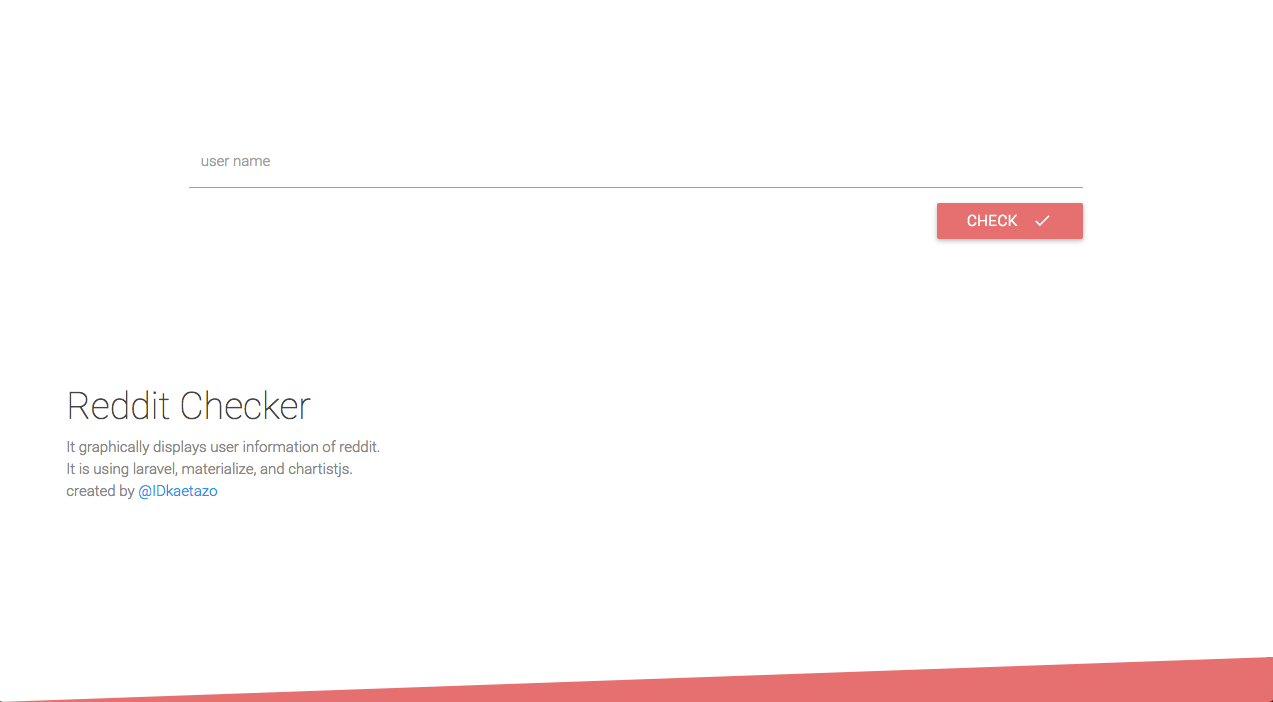 user name
CHECK
Reddit Checker
It graphically displays user information of reddit.
It is using laravel, materialize, and chartistjs.
created by @IDkaetazo